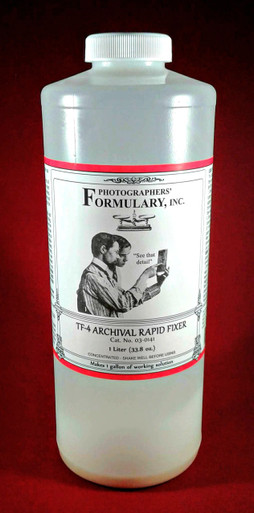 PHOTOGRAPHERS'
FORMULARY, INC.
"See that
detail"
TF-4 ARCHIVAL RAPID FIXER
Cat. No. 03-0141
1 Liter (33.8 oz.)
CONCENTRATED - SHAKE WELL BEFORE USING
Makes 1 gallon of working solution